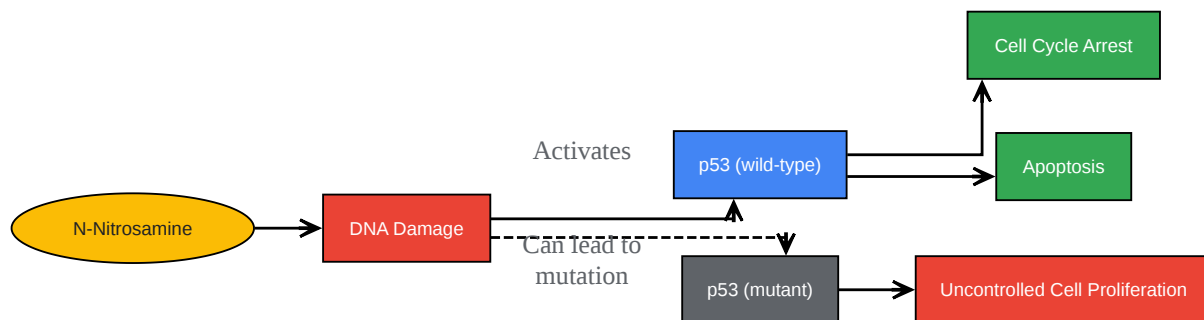 Cell Cycle Arrest
Activates
p53 (wild-type)
Apoptosis
N-Nitrosamine
DNA Damage
Can lead to
mutation
p53 (mutant)
Uncontrolled Cell Proliferation